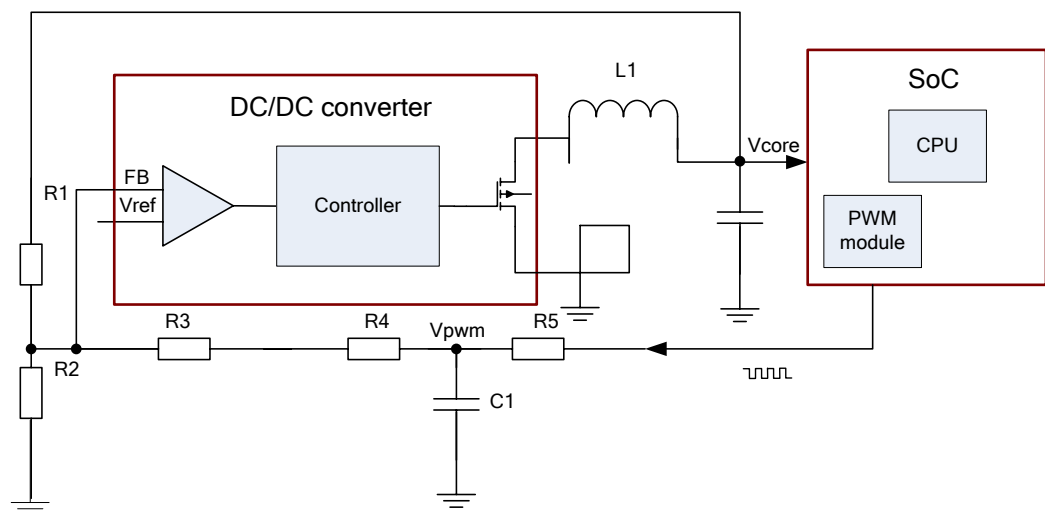 L1
SoC
DC/DC converter
CPU
Vcore
R1
FB
Vref
Controller
PWM
module
R3
R4
Vpwm
R5
R2
C1